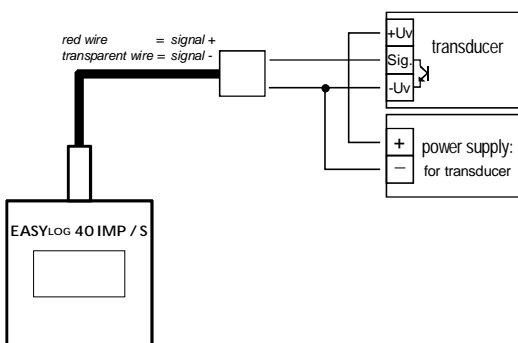 red wire = signal +
transparent wire = signal -
+Uv
Sig.
-Uv
transducer
+
−
power supply:
for transducer
EASYLOG 40 IMP / S